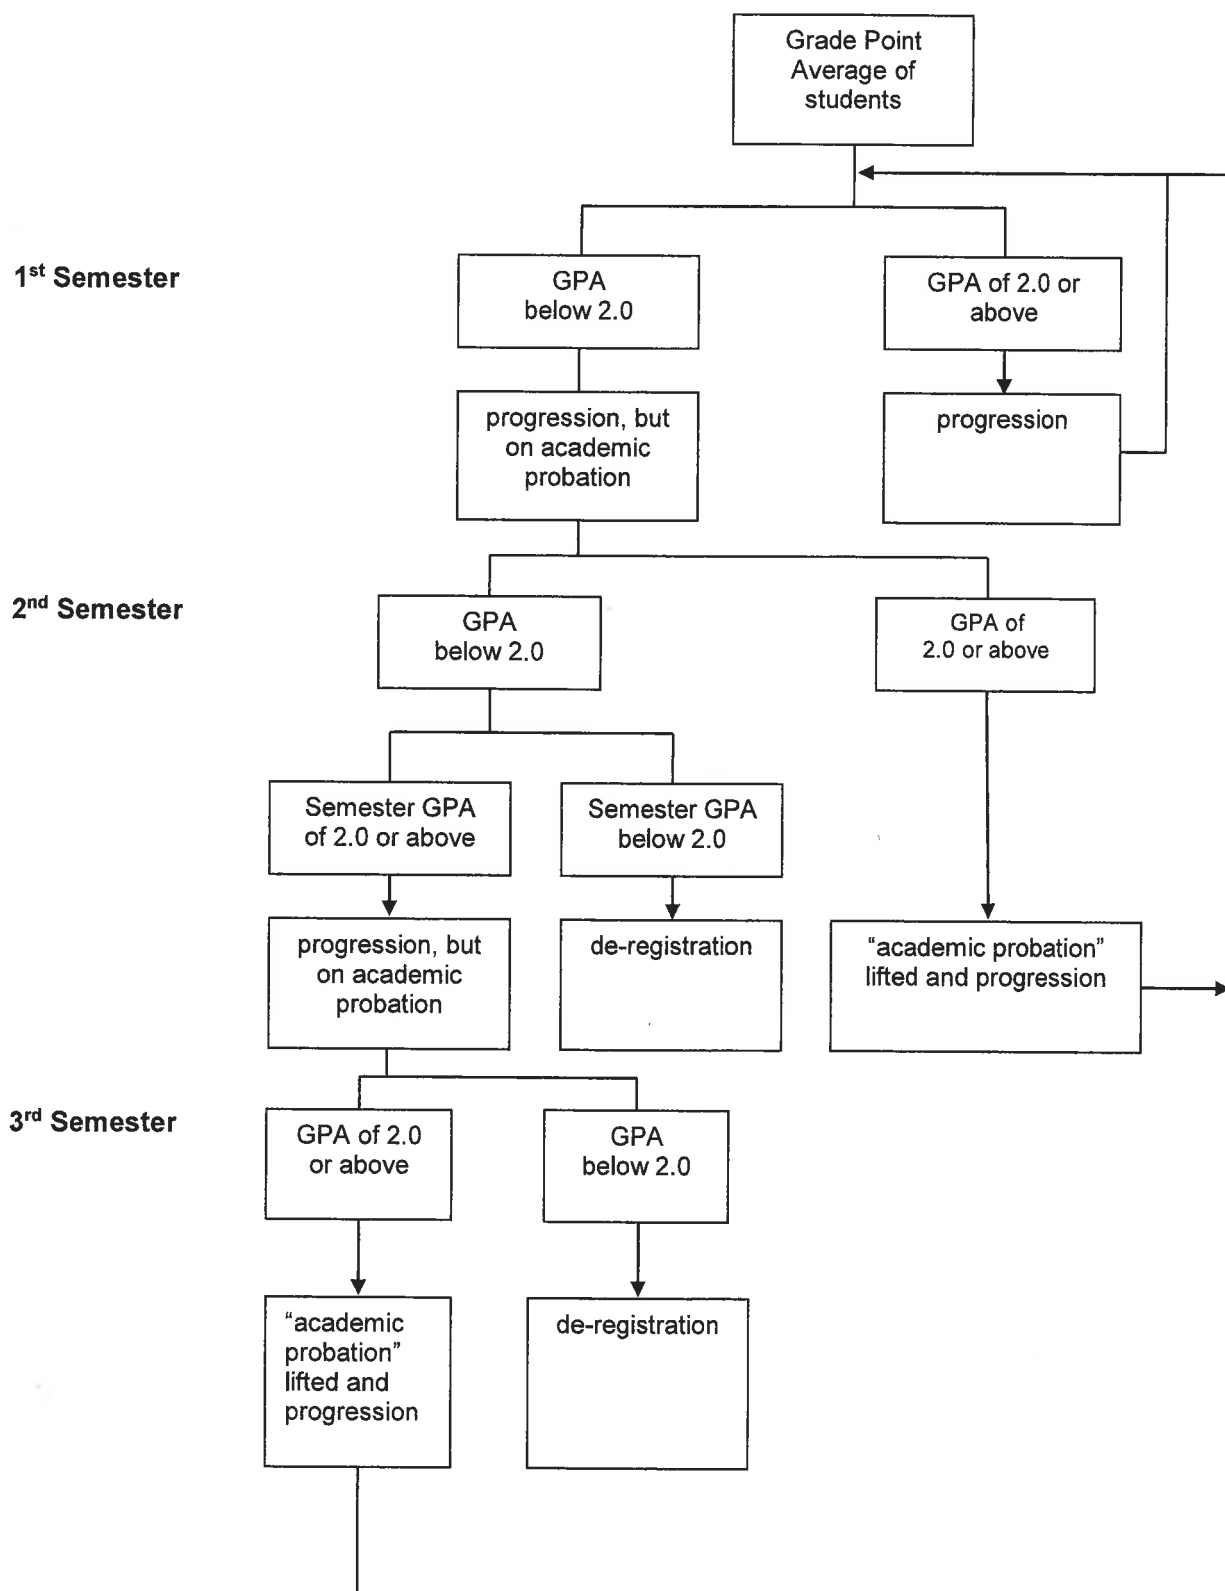 Grade Point
Average of
students
1st Semester
GPA
below 2.0
GPA of 2.0 or
above
progression, but
on academic
probation
progression
2nd Semester
GPA
below 2.0
GPA of
2.0 or above
Semester GPA
of 2.0 or above
Semester GPA
below 2.0
progression, but
on academic
probation
de-registration
“academic probation”
lifted and progression
3rd Semester
GPA of 2.0
or above
GPA
below 2.0
“academic
probation”
lifted and
progression
de-registration